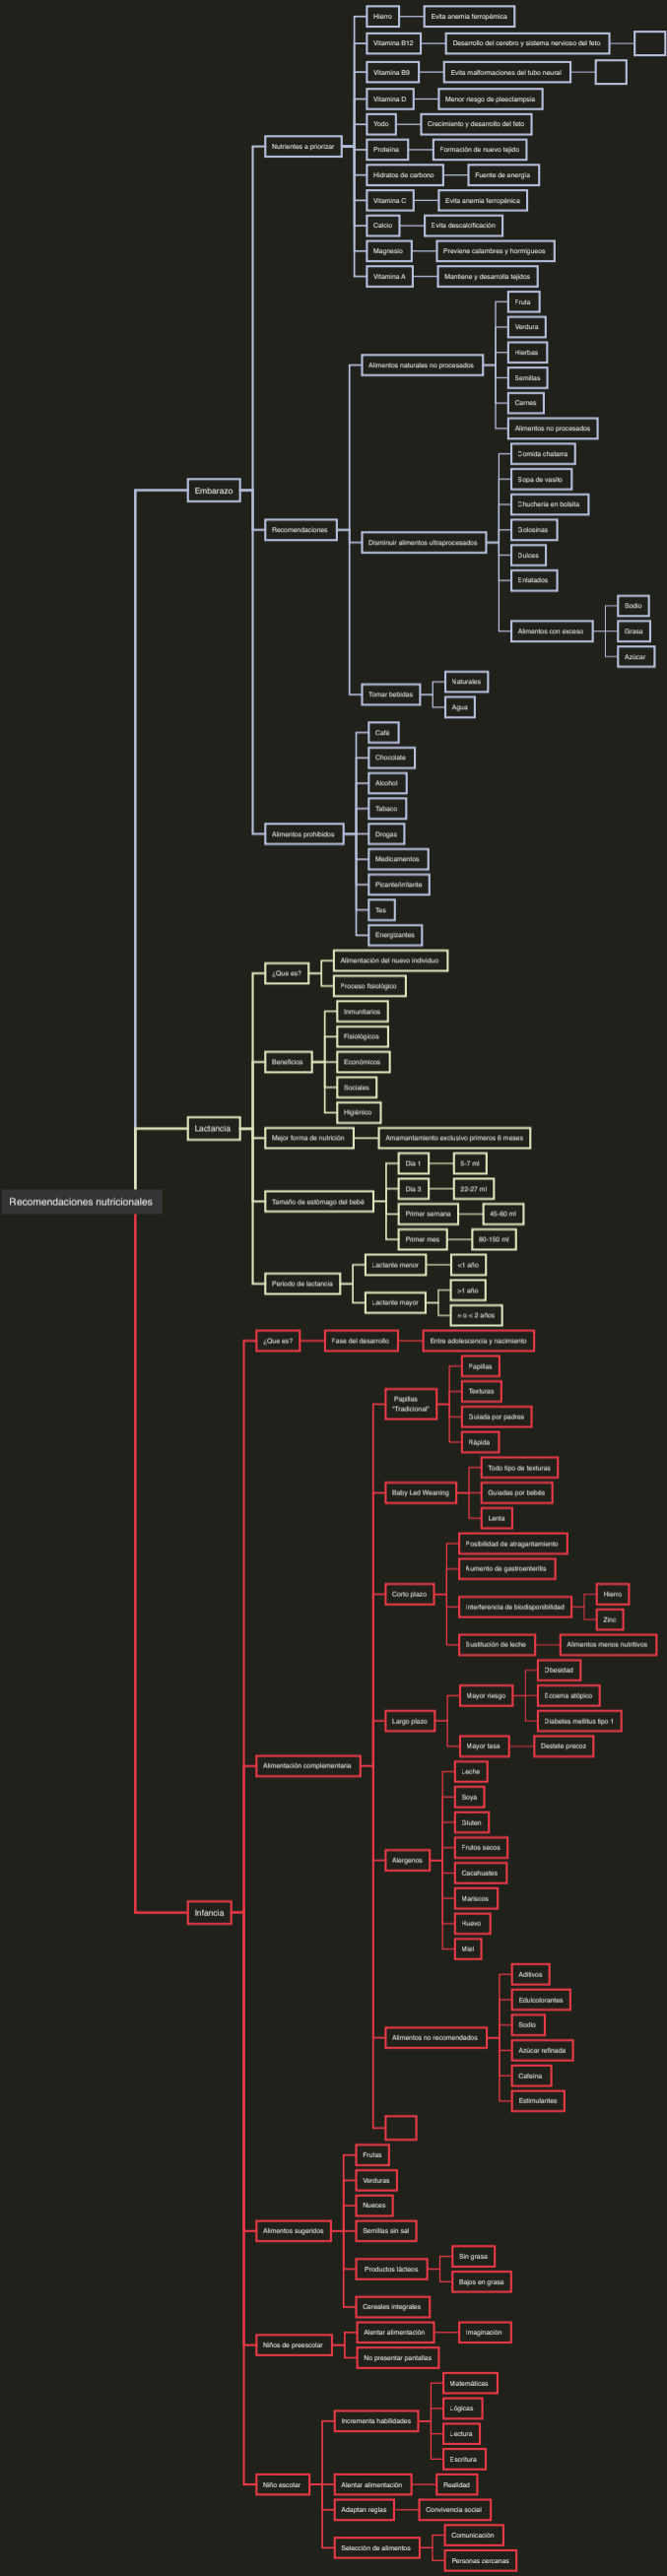 Hierro
Evita anemia ferropémica
Vitamina B12
Desarrollo del cerebro y sistema nervioso del feto
Vitamina B9
Evita malformaciones del tubo neural
Vitamina D
Menor riesgo de pleeclampsia
Yodo
Crecimiento y desarrollo del feto
Nutrientes a priorizar
Proteína
Formación de nuevo tejido
Hidratos de carbono
Fuente de energía
Vitamina C
Evita anemia ferropénica
Calcio
Evita descalcificación
Magnesio
Previene calambres y hormigueos
Vitamina A
Mantiene y desarrolla tejidos
Embarazo
Recomendaciones
Alimentos naturales no procesados
Fruta
Verdura
Hierbas
Semillas
Carnes
Alimentos no procesados
Disminuir alimentos ultraprocesados
Comida chatarra
Sopa de vasito
Chuchería en bolsita
Golosinas
Dulces
Enlatados
Alimentos con exceso
Sodio
Grasa
Azúcar
Tomar bebidas
Naturales
Agua
Alimentos prohibidos
Café
Chocolate
Alcohol
Tabaco
Drogas
Medicamentos
Picante/irritante
Tes
Energizantes
Lactancia
¿Que es?
Alimentación del nuevo individuo
Proceso fisiológico
Beneficios
Inmunitarios
Fisiológicos
Económicos
Sociales
Higiénico
Mejor forma de nutrición
Amamantamiento exclusivo primeros 6 meses
Recomendaciones nutricionales
Tamaño de estómago del bebé
Día 1
5-7 ml
Día 3
22-27 ml
Primer semana
45-60 ml
Primer mes
80-150 ml
Periodo de lactancia
Lactante menor
<1 año
Lactante mayor
>1 año
= o < 2 años
Infancia
¿Que es?
Fase del desarrollo
Entre adolescencia y nacimiento
Alimentación complementaria
Papillas
"Tradicional"
Papillas
Texturas
Guiada por padres
Rápida
Baby Led Weaning
Todo tipo de texturas
Guiadas por bebés
Lenta
Corto plazo
Posibilidad de atragantamiento
Aumento de gastroenteritis
Interferencia de biodisponibilidad
Hierro
Zinc
Sustitución de leche
Alimentos menos nutritivos
Largo plazo
Mayor riesgo
Obesidad
Eccema atópico
Diabetes mellitus tipo 1
Mayor tasa
Destete precoz
Alergenos
Leche
Soya
Gluten
Frutos secos
Cacahuates
Mariscos
Huevo
Miel
Alimentos no recomendados
Aditivos
Edulcolorantes
Sodio
Azúcar refinada
Cafeína
Estimulantes
Alimentos sugeridos
Frutas
Verduras
Nueces
Semillas sin sal
Productos lácteos
Sin grasa
Bajos en grasa
Cereales integrales
Niños de preescolar
Alentar alimentación
Imaginación
No presentar pantallas
Niño escolar
Incrementa habilidades
Matemáticas
Lógicas
Lectura
Escritura
Alentar alimentación
Realidad
Adaptan reglas
Convivencia social
Selección de alimentos
Comunicación
Personas cercanas